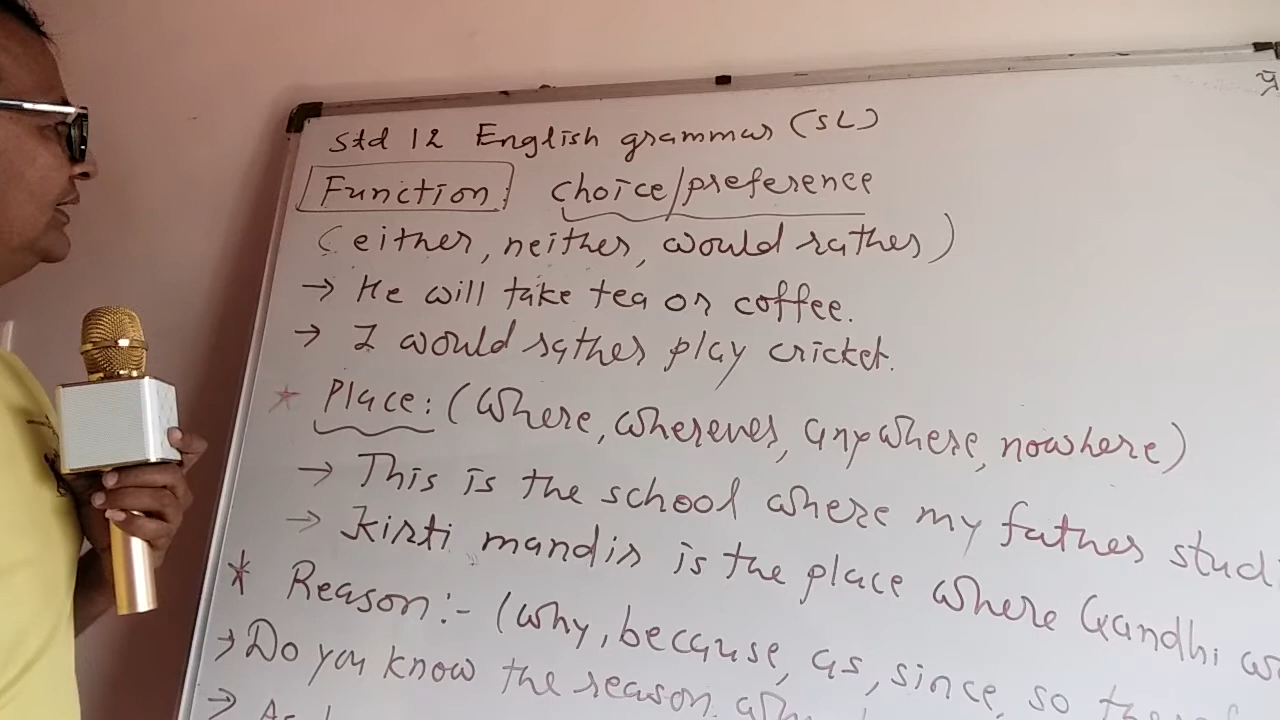 Std 12 English grammar (SL)
Function choice/preference
(either, neither, would rather)
→ He will take tea or coffee.
→ I would rather play cricket.
* Place: (where, wherever, anywhere, nowhere)
→ This is the school where my father studi
→ Kirti mandir is the place where Gandhi
* Reason:- (why, because, as, since, so
→ Do you know the reason
→